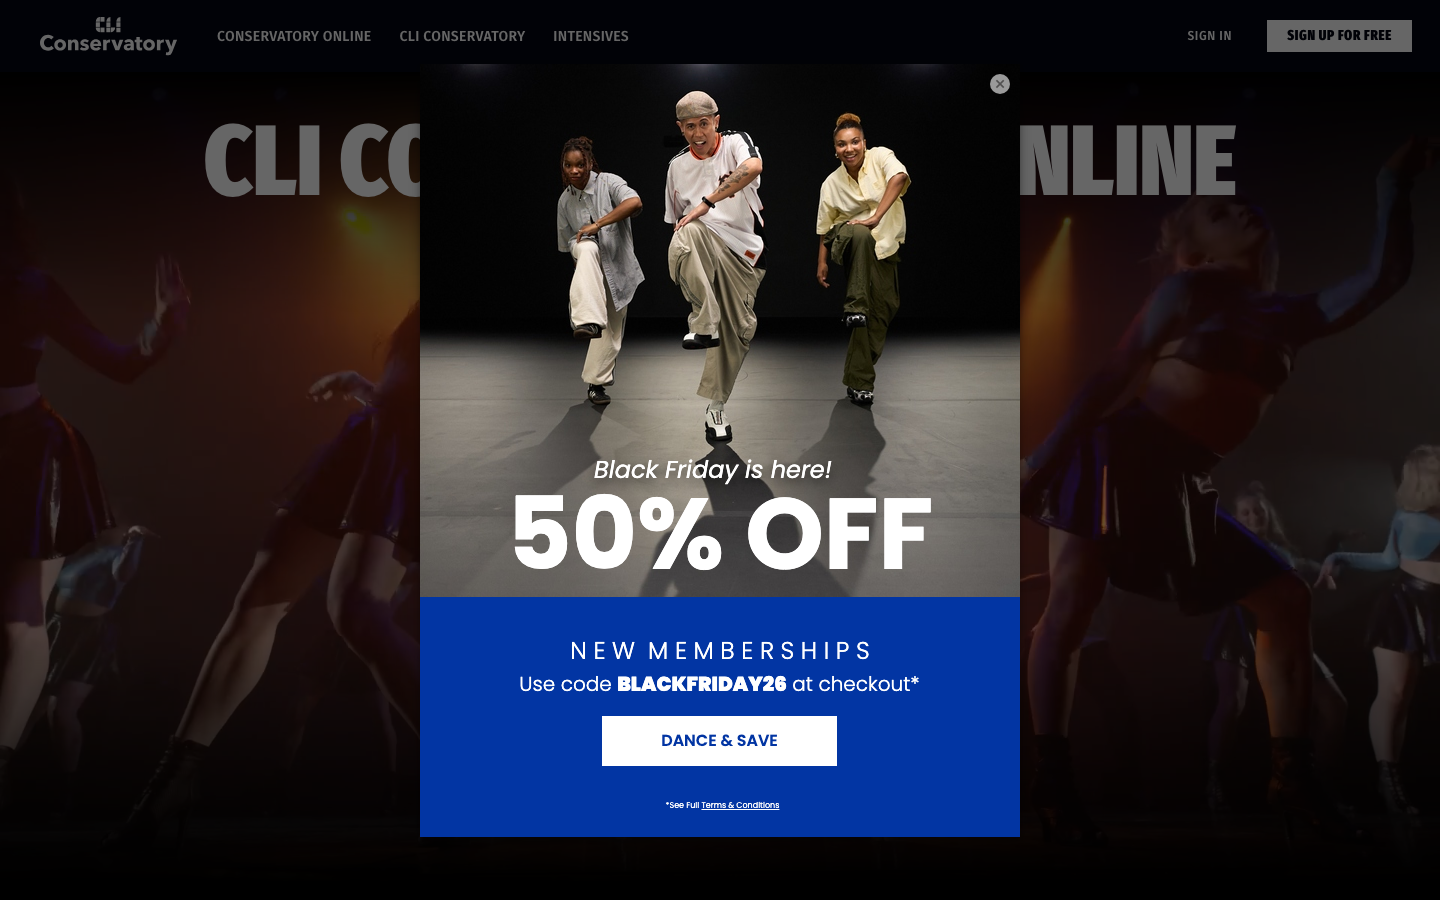 CLI
Conservatory
CONSERVATORY ONLINE
CLI CONSERVATORY
INTENSIVES
SIGN IN
SIGN UP FOR FREE
CLI CO
NLINE
Black Friday is here!
50% OFF
NEW MEMBERSHIPS
Use code BLACKFRIDAY26 at checkout*
DANCE & SAVE
*See Full Terms & Conditions